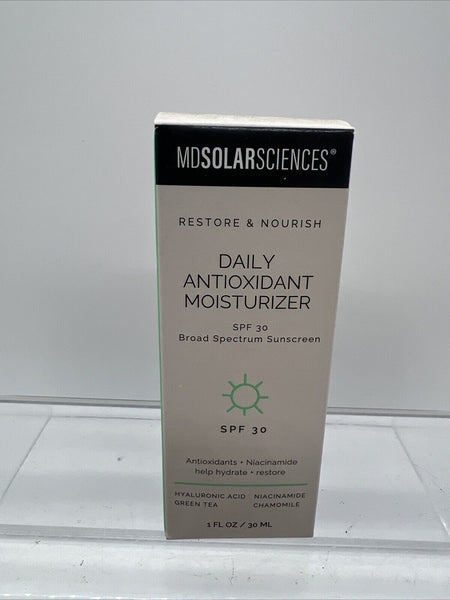 MDSOLARSCIENCES®
RESTORE & NOURISH
DAILY
ANTIOXIDANT
MOISTURIZER
SPF 30
Broad Spectrum Sunscreen
SPF 30
Antioxidants • Niacinamide
help hydrate • restore
HYALURONIC ACID NIACINAMIDE
GREEN TEA CHAMOMILE
1 FL OZ / 30 ML